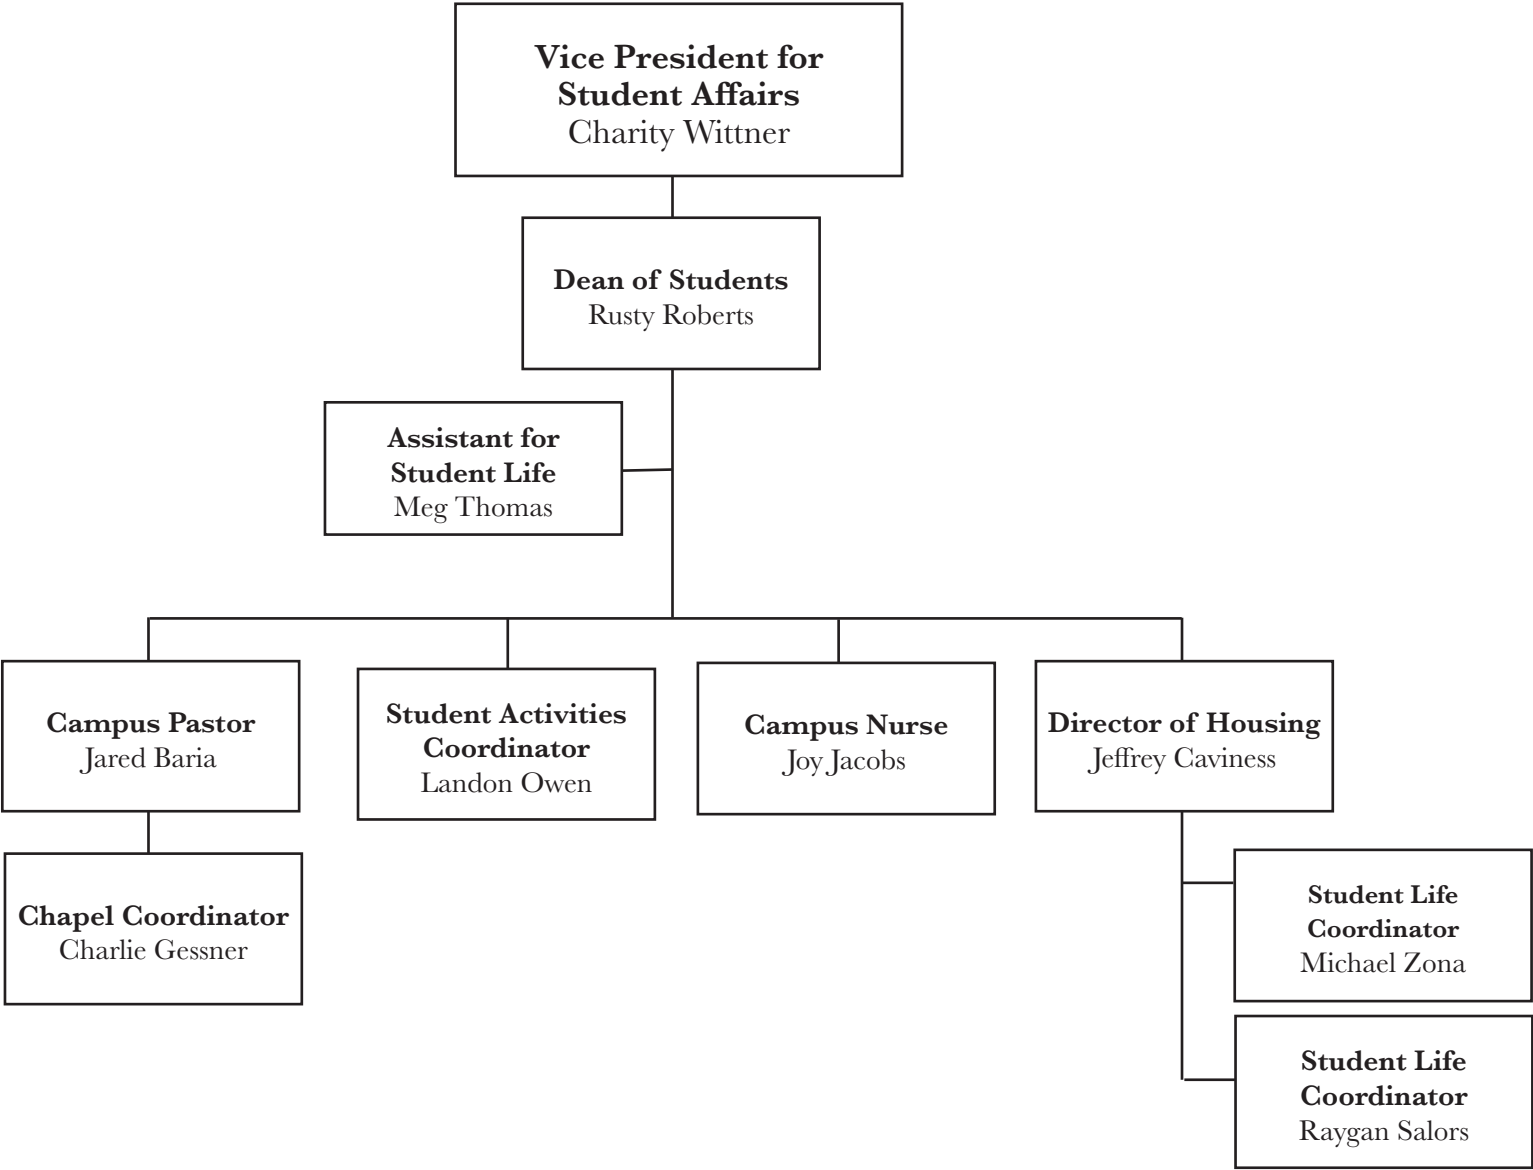 Vice President for
Student Affairs
Charity Wittner
Dean of Students
Rusty Roberts
Assistant for
Student Life
Meg Thomas
Campus Pastor
Jared Baria
Student Activities
Coordinator
Landon Owen
Campus Nurse
Joy Jacobs
Director of Housing
Jeffrey Caviness
Chapel Coordinator
Charlie Gessner
Student Life
Coordinator
Michael Zona
Student Life
Coordinator
Raygan Salors